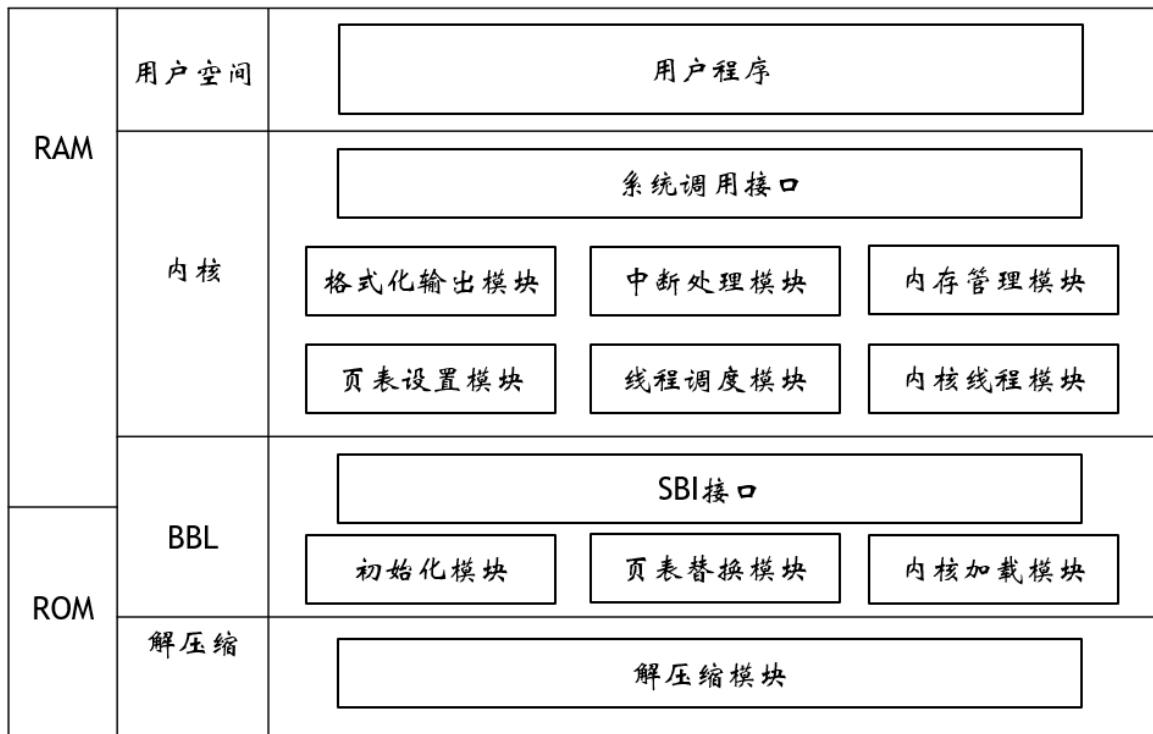 用户空间
用户程序
RAM
系统调用接口
内核
格式化输出模块
中断处理模块
内存管理模块
页表设置模块
线程调度模块
内核线程模块
SBI接口
BBL
初始化模块
页表替换模块
内核加载模块
ROM
解压缩
解压缩模块